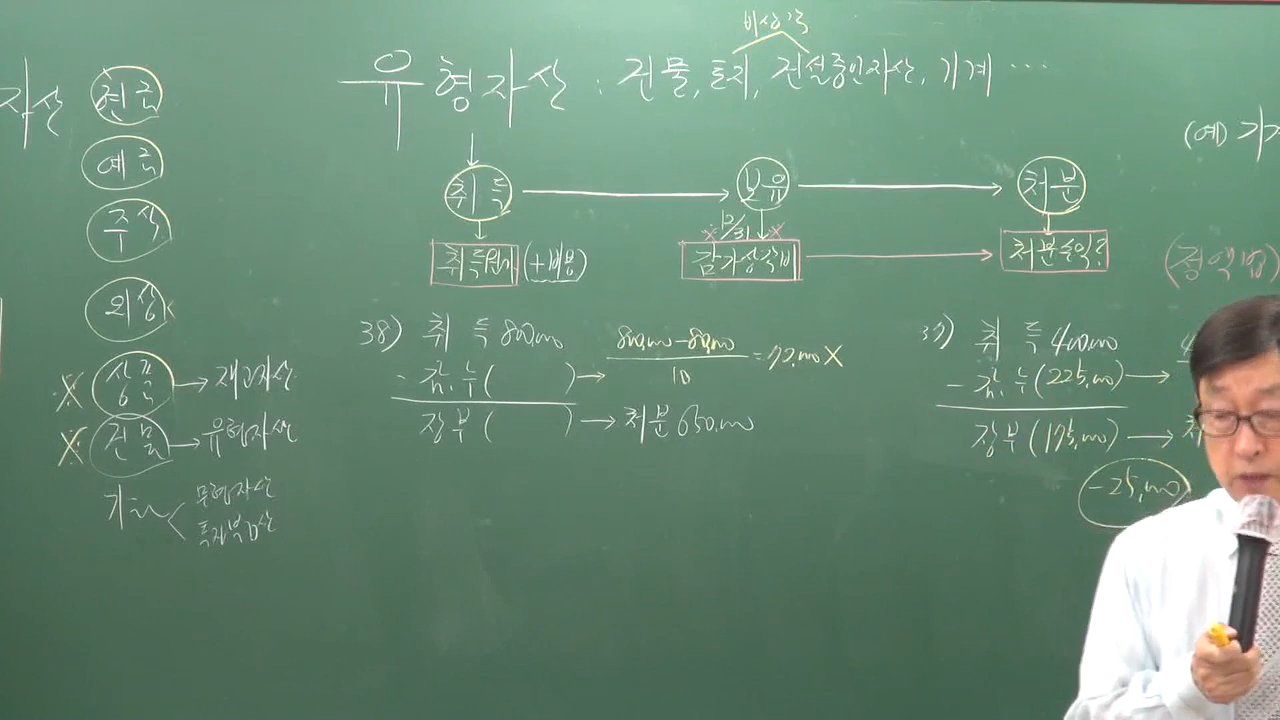 비상각
유형자산 : 건물, 토지, 건설중인자산, 기계 ...
자산
현금
예금
주식
외상
※ 상품 → 재고자산
※ 건물 → 유형자산
기타 < 무형자산
투자부동산
(예) 기계
취득 → 보유 → 처분
12/31
취득원가 (+비용)
※ 감가상각비 ※
처분손익?
(정액법
38) 취득 800,000
- 감.누 ( ) → 800,000-80,000 / 10 = 72,000 ×
장부 ( ) → 처분 650,000
취득 400,000
- 감.누 (225,000) →
장부 (175,000) →
-25,000